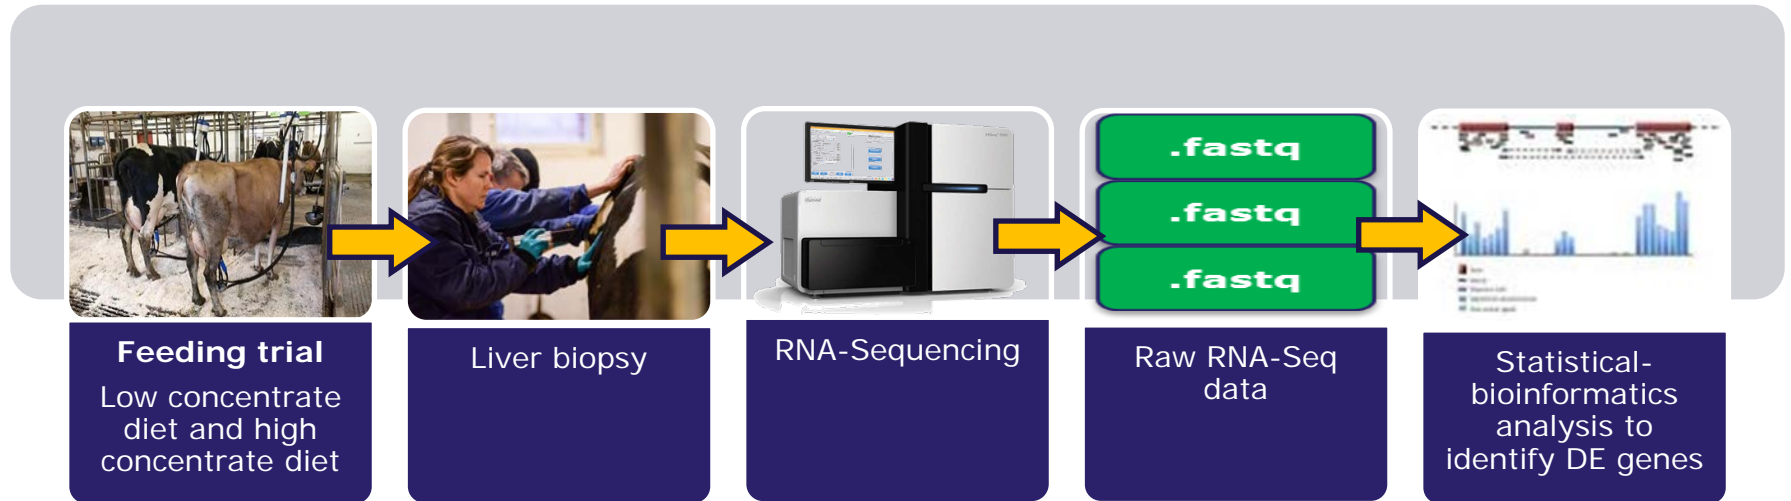 .fastq
.fastq
.fastq
Feeding trial
Low concentrate
diet and high
concentrate diet
Liver biopsy
RNA-Sequencing
Raw RNA-Seq
data
Statistical-
bioinformatics
analysis to
identify DE genes